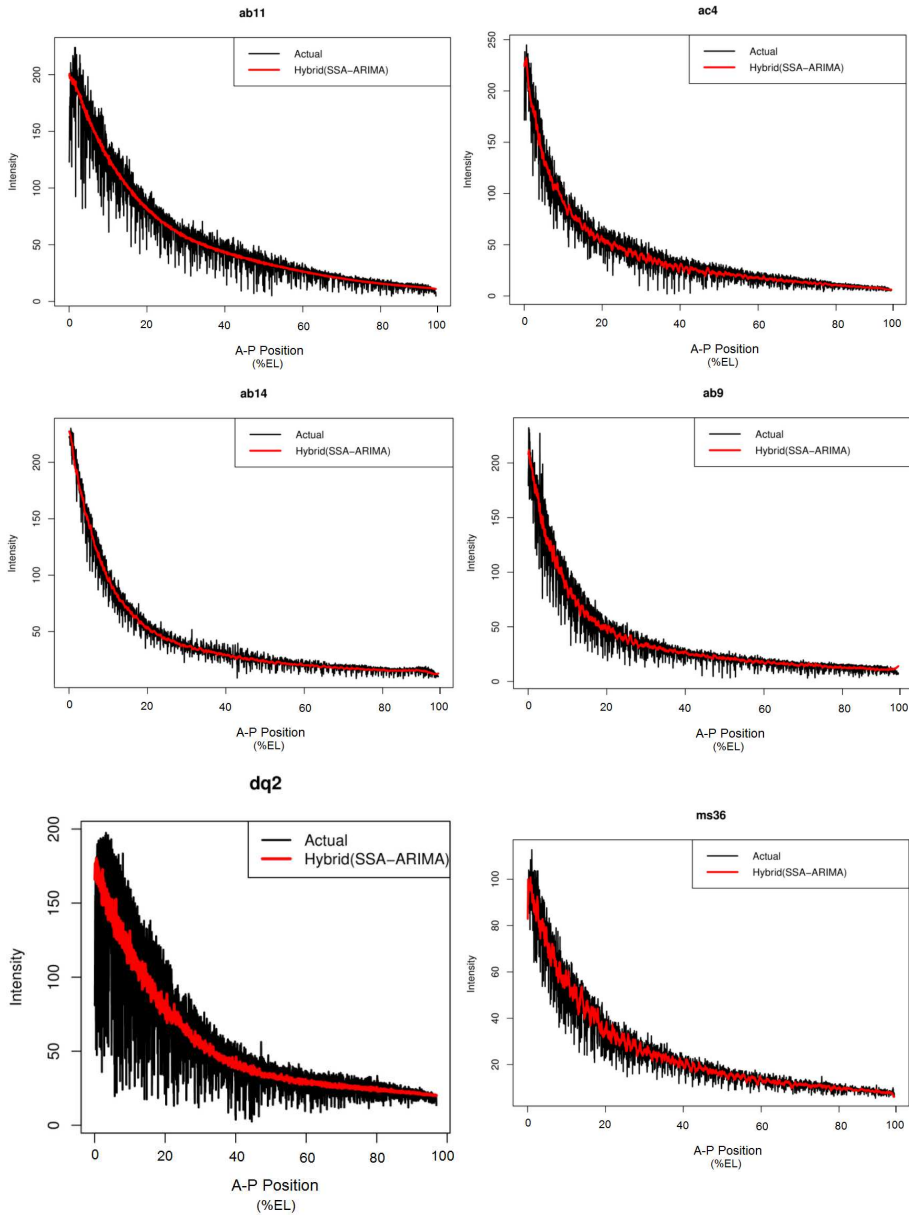 ab11
Actual
Hybrid(SSA-ARIMA)
Intensity
200
150
100
50
0
0 20 40 60 80 100
A-P Position
(%EL)
ac4
Actual
Hybrid(SSA-ARIMA)
Intensity
250
200
150
100
50
0
0 20 40 60 80 100
A-P Position
(%EL)
ab14
Actual
Hybrid(SSA-ARIMA)
Intensity
200
150
100
50
0 20 40 60 80 100
A-P Position
(%EL)
ab9
Actual
Hybrid(SSA-ARIMA)
Intensity
200
150
100
50
0
0 20 40 60 80 100
A-P Position
(%EL)
dq2
Actual
Hybrid(SSA-ARIMA)
Intensity
200
150
100
50
0
0 20 40 60 80 100
A-P Position
(%EL)
ms36
Actual
Hybrid(SSA-ARIMA)
Intensity
100
80
60
40
20
0 20 40 60 80 100
A-P Position
(%EL)